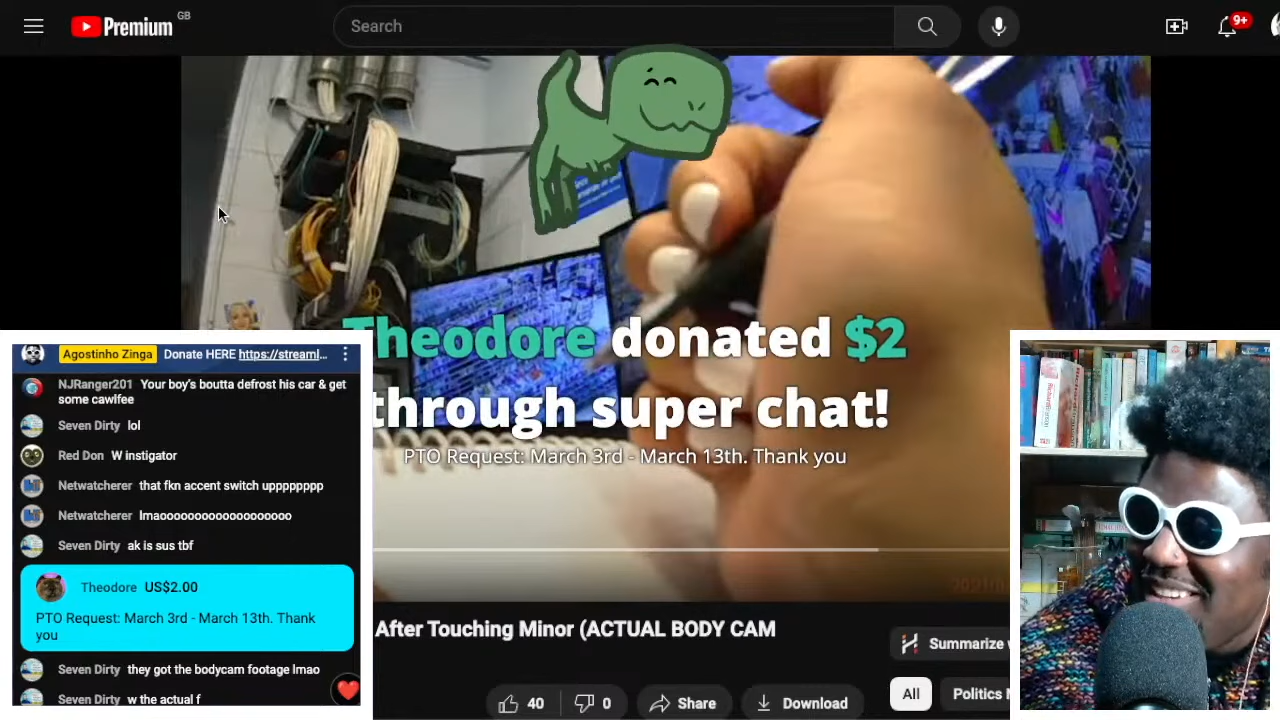 Premium GB
Search
9+
Theodore donated $2
through super chat!
PTO Request: March 3rd - March 13th. Thank you
Agostinho Zinga Donate HERE https://streaml...
NJRanger201 Your boy's boutta defrost his car & get
some cawlfee
Seven Dirty lol
Red Don W instigator
Netwatcherer that fkn accent switch upppppppp
Netwatcherer lmaooooooooooooooooooo
Seven Dirty ak is sus tbf
Theodore US$2.00
PTO Request: March 3rd - March 13th. Thank
you
Seven Dirty they got the bodycam footage lmao
Seven Dirty w the actual f
After Touching Minor (ACTUAL BODY CAM
Summarize
40
0
Share
Download
All
Politics